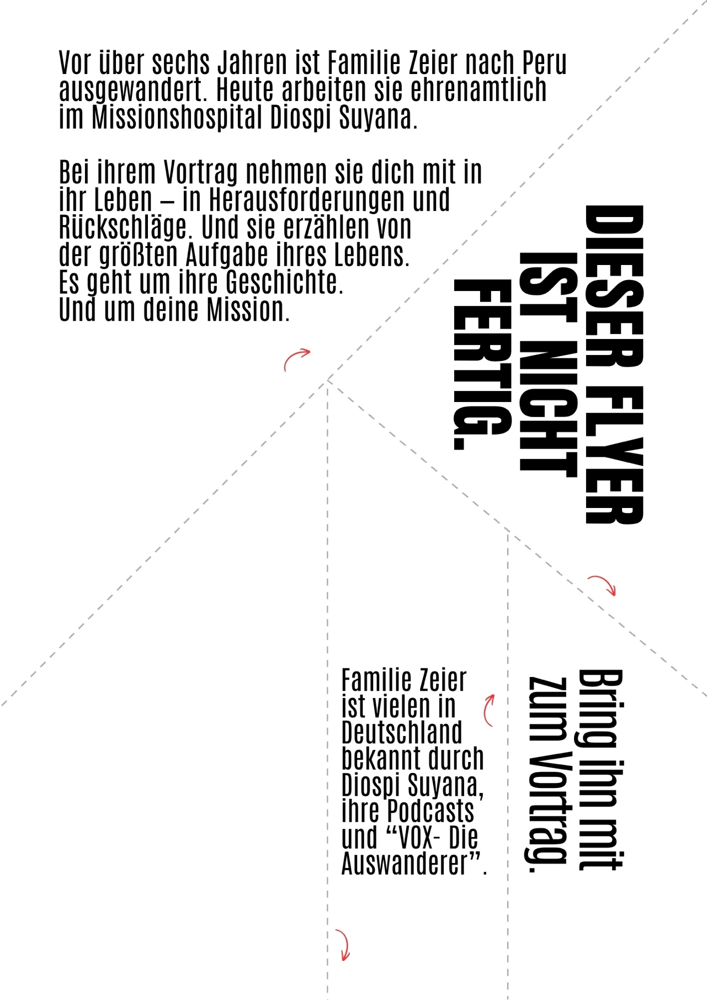 Vor über sechs Jahren ist Familie Zeier nach Peru
ausgewandert. Heute arbeiten sie ehrenamtlich
im Missionshospital Diospi Suyana.
Bei ihrem Vortrag nehmen sie dich mit in
ihr Leben – in Herausforderungen und
Rückschläge. Und sie erzählen von
der größten Aufgabe ihres Lebens.
Es geht um ihre Geschichte.
Und um deine Mission.
DIESER FLYER
IST NICHT
FERTIG.
Familie Zeier
ist vielen in
Deutschland
bekannt durch
Diospi Suyana,
ihre Podcasts
und “VOX- Die
Auswanderer”.
Bring ihn mit
zum Vortrag.